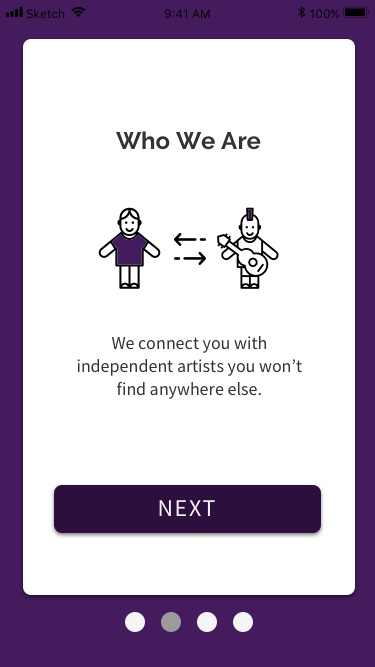 Sketch 9:41 AM 100%
Who We Are
We connect you with
independent artists you won’t
find anywhere else.
NEXT